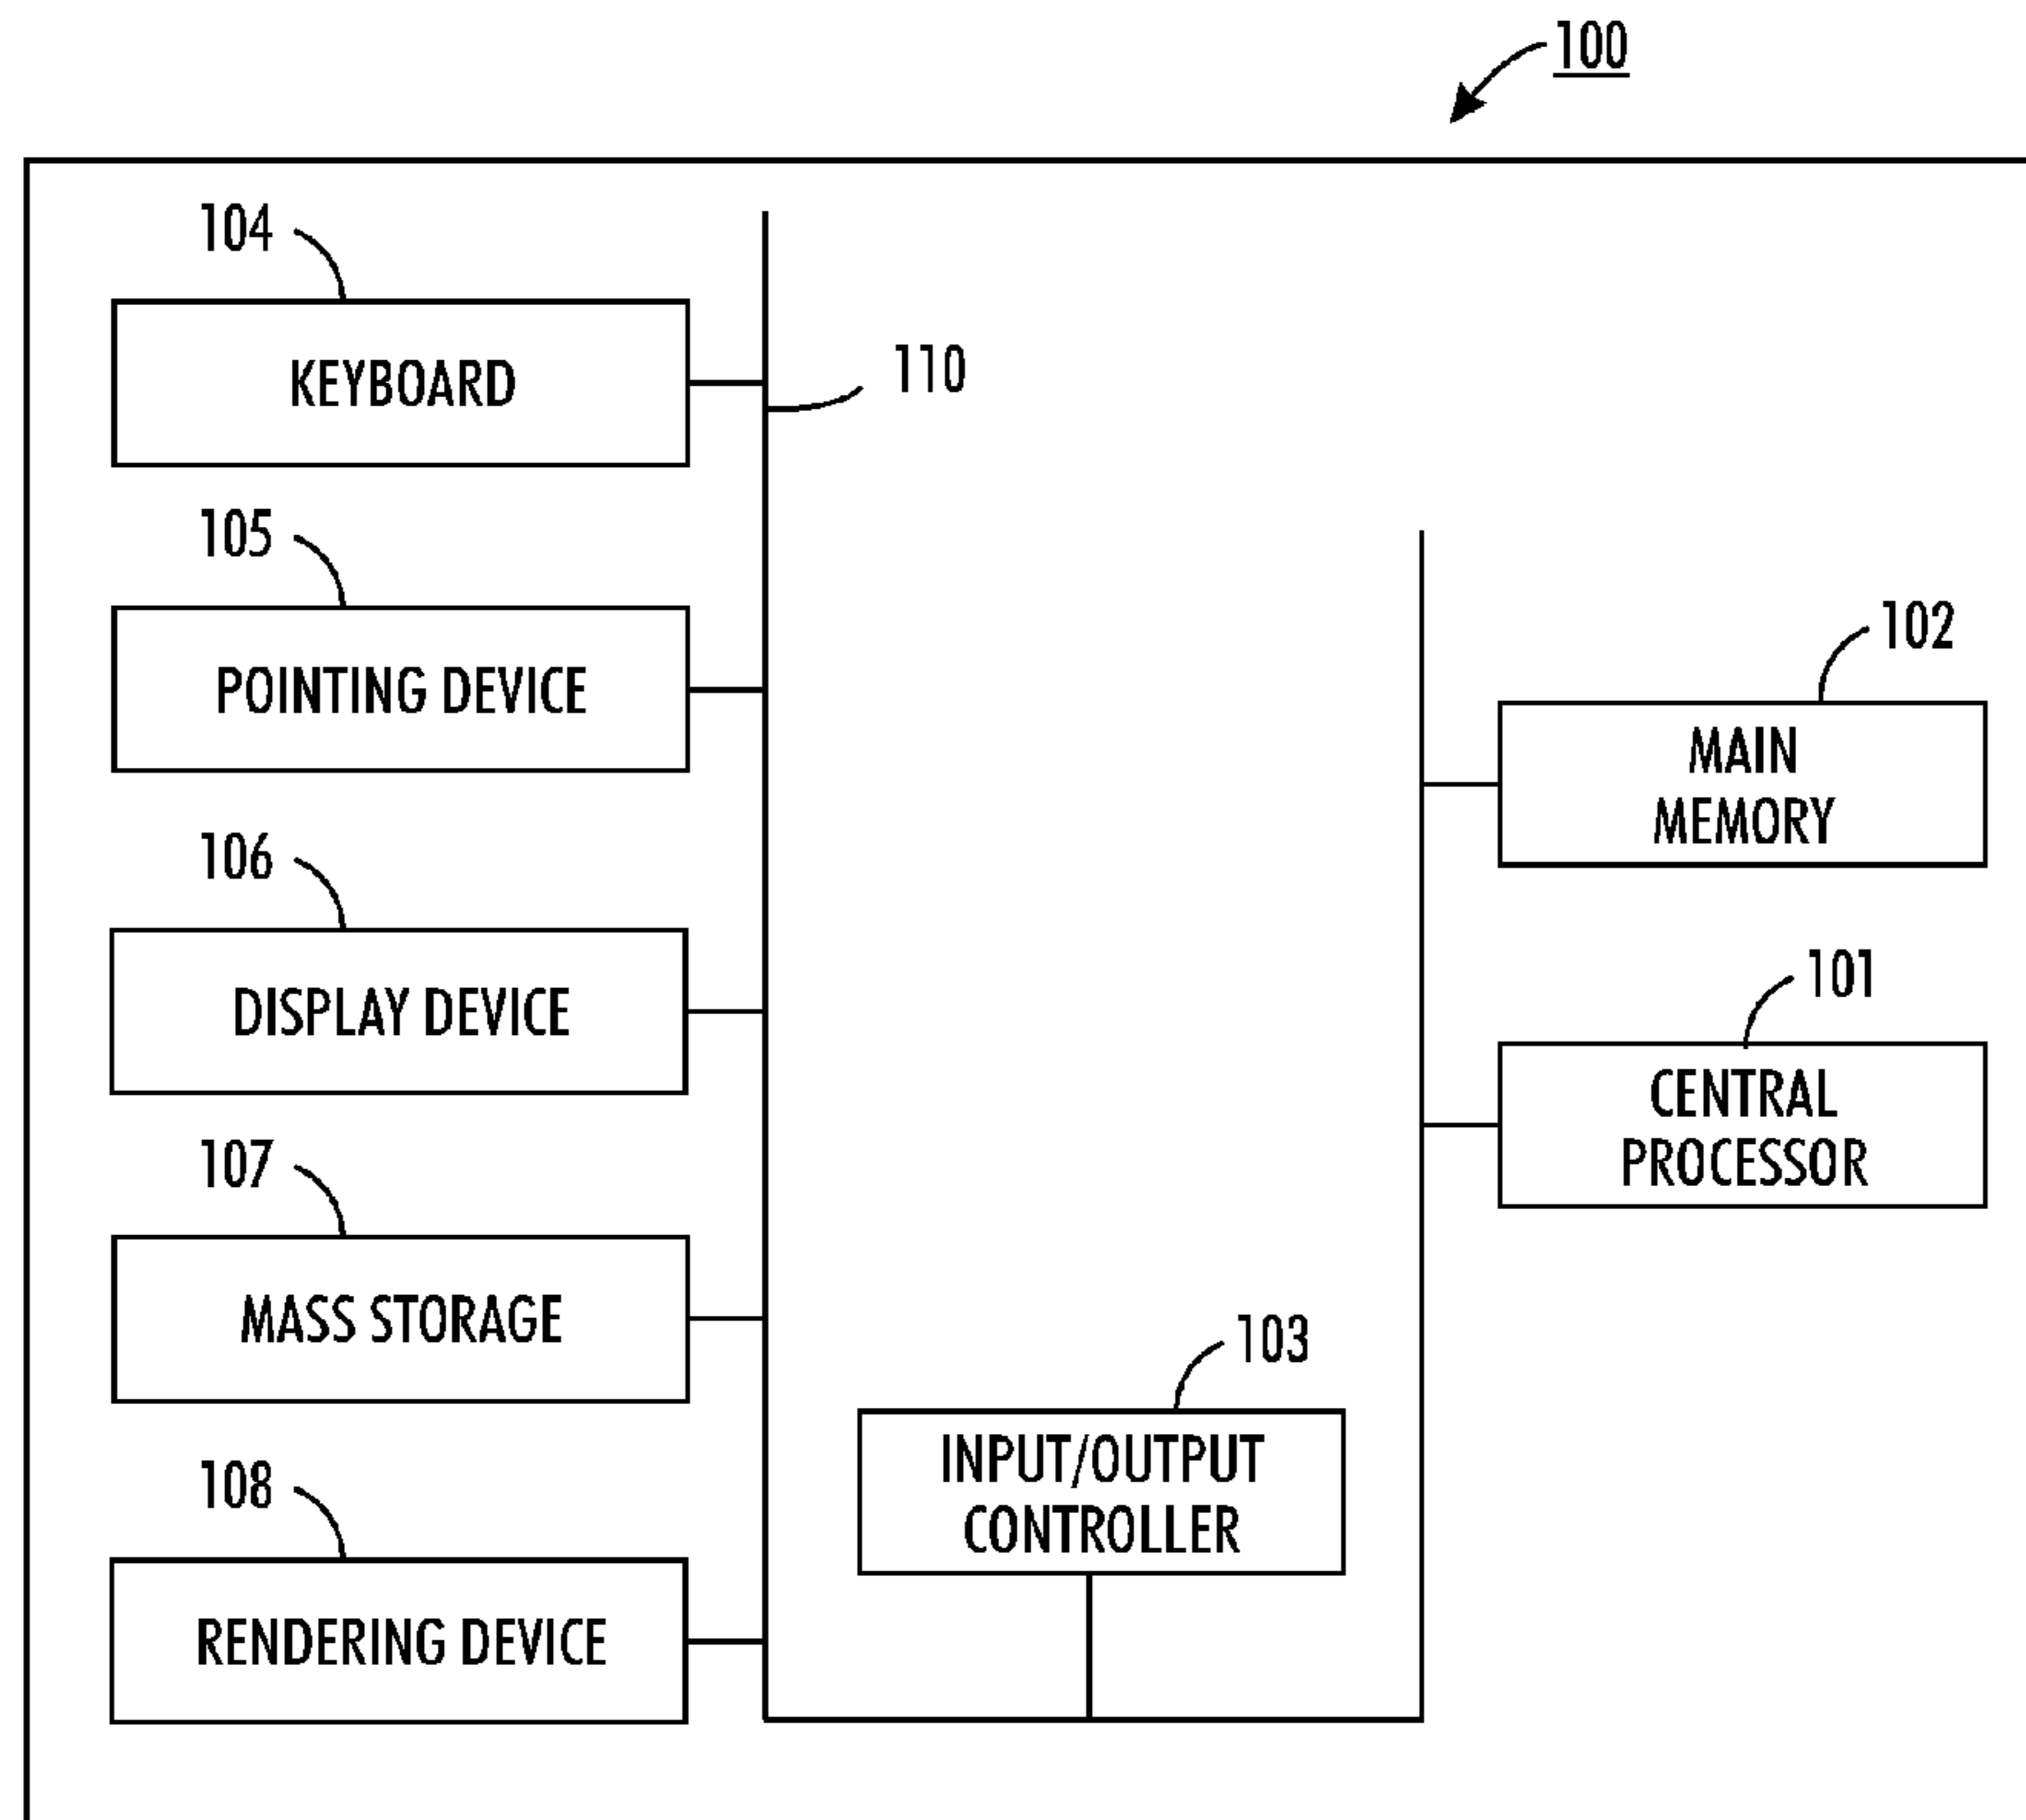 100
104
KEYBOARD
110
105
POINTING DEVICE
102
MAIN
MEMORY
106
DISPLAY DEVICE
101
CENTRAL
PROCESSOR
107
MASS STORAGE
103
INPUT/OUTPUT
CONTROLLER
108
RENDERING DEVICE